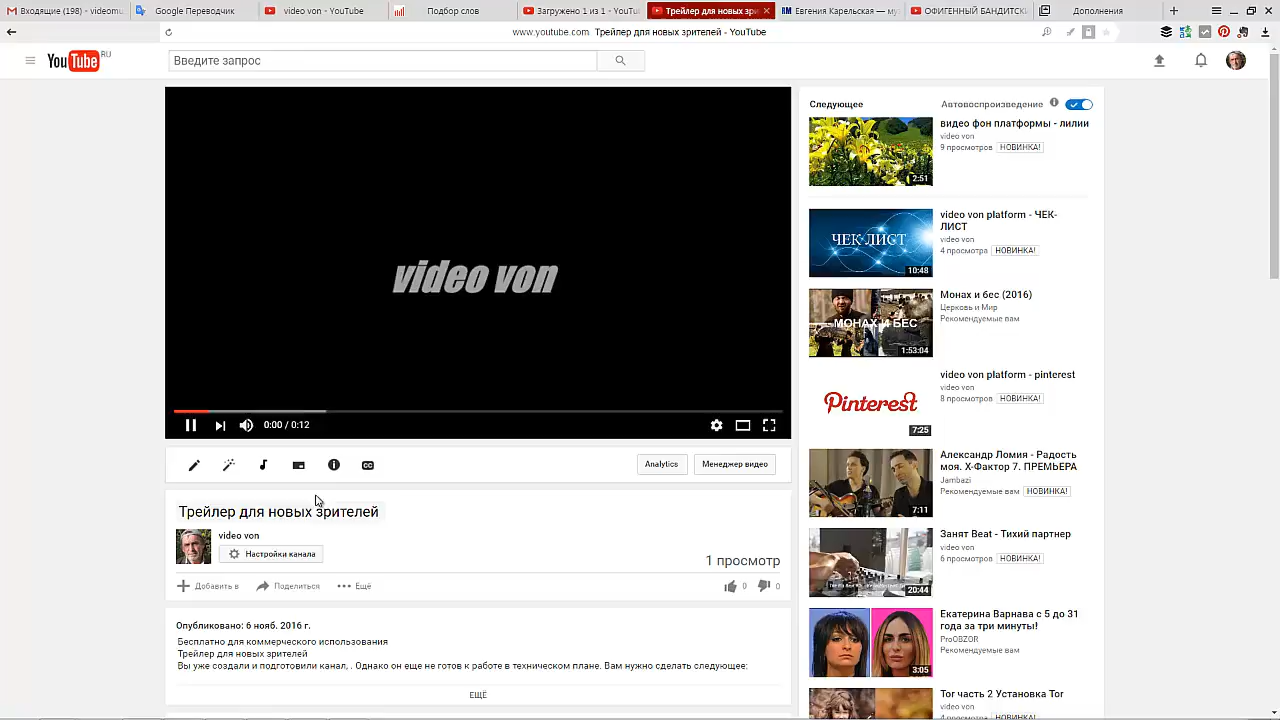 Входящие (198) - videomu
Google Переводчик
video von - YouTube
Подбор слов
Загружено 1 из 1 - YouTu
Трейлер для новых зри
Евгения Карельская — му
ОФИГЕННЫЙ БАНДИТСКИ
Дополнения
www.youtube.com Трейлер для новых зрителей - YouTube
YouTube RU
Введите запрос
video von
0:00 / 0:12
Analytics
Менеджер видео
Трейлер для новых зрителей
video von
Настройки канала
1 просмотр
Добавить в
Поделиться
Ещё
0
0
Опубликовано: 6 нояб. 2016 г.
Бесплатно для коммерческого использования
Трейлер для новых зрителей
Вы уже создали и подготовили канал, . Однако он еще не готов к работе в техническом плане. Вам нужно сделать следующее:
ЕЩЁ
Следующее
Автовоспроизведение
2:51
видео фон платформы - лилии
video von
9 просмотров НОВИНКА!
ЧЕК ЛИСТ
10:48
video von platform - ЧЕК-
ЛИСТ
video von
4 просмотра НОВИНКА!
МОНАХ И БЕС
1:53:04
Монах и бес (2016)
Церковь и Мир
Рекомендуемые вам
Pinterest
7:25
video von platform - pinterest
video von
8 просмотров НОВИНКА!
7:11
Александр Ломия - Радость
моя. Х-Фактор 7. ПРЕМЬЕРА
Jambazi
Рекомендуемые вам НОВИНКА!
20:44
Занят Beat - Тихий партнер
video von
6 просмотров НОВИНКА!
3:05
Екатерина Варнава с 5 до 31
года за три минуты!
ProOBZOR
Рекомендуемые вам
Tor часть 2 Установка Tor
video von
4 просмотра НОВИНКА!